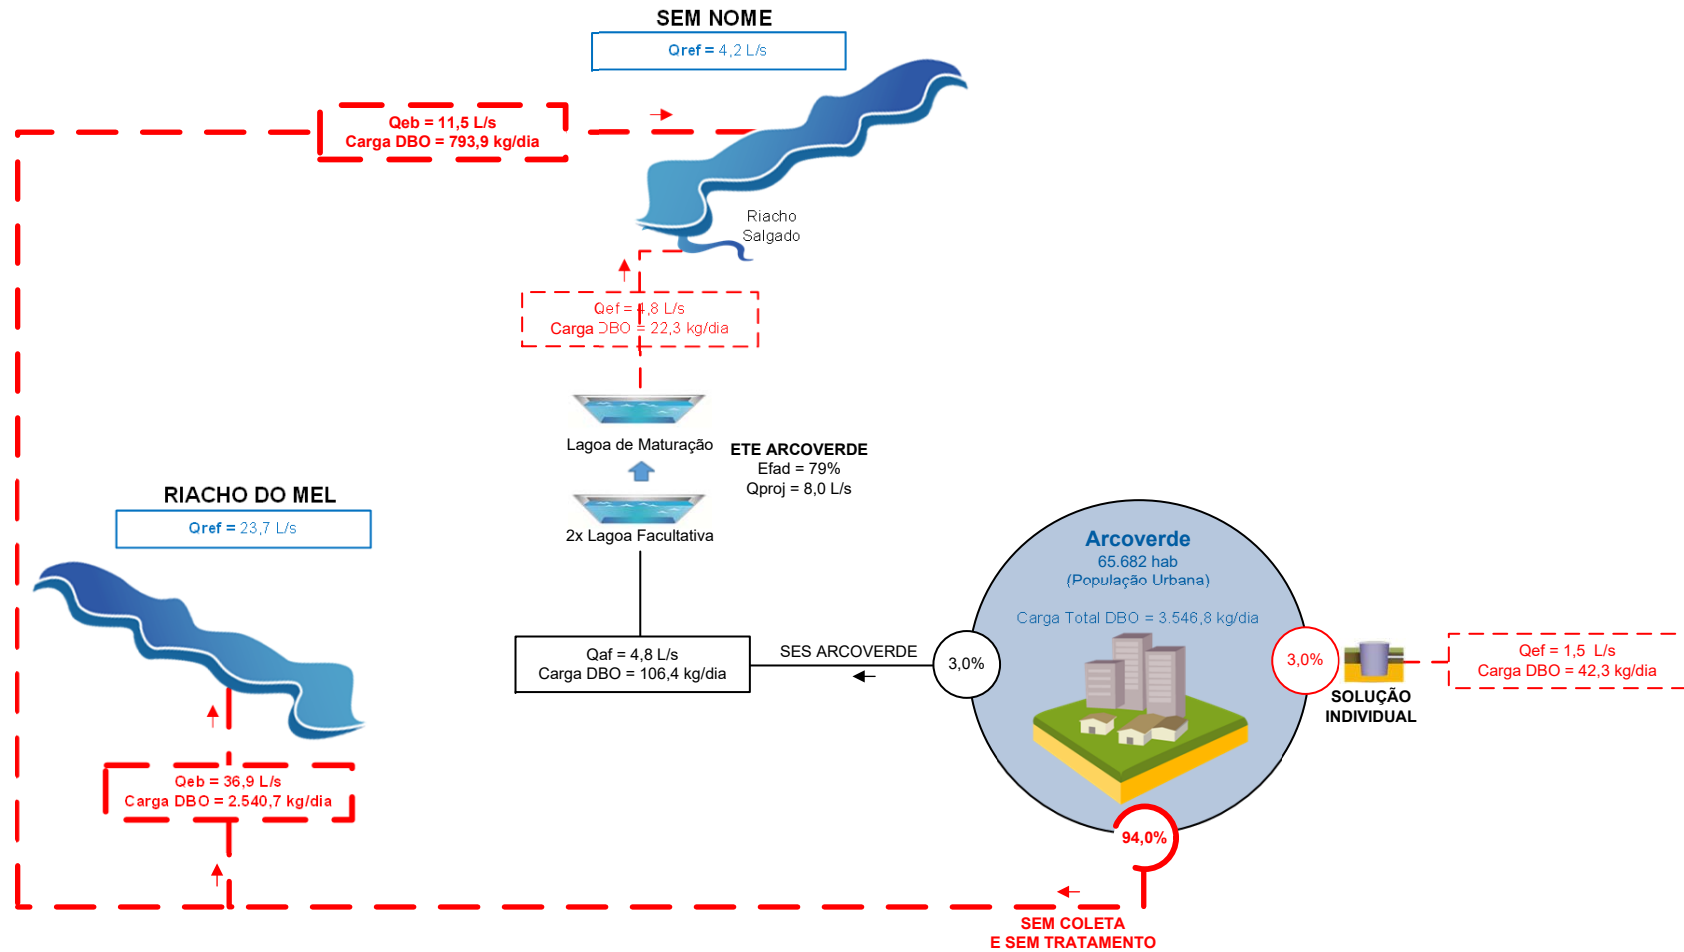 SEM NOME
Qref = 4,2 L/s
Qeb = 11,5 L/s
Carga DBO = 793,9 kg/dia
Riacho
Salgado
Qef = 4,8 L/s
Carga DBO = 22,3 kg/dia
Lagoa de Maturação
ETE ARCOVERDE
Efad = 79%
Qproj = 8,0 L/s
2x Lagoa Facultativa
RIACHO DO MEL
Qref = 23,7 L/s
Arcoverde
65.682 hab
(População Urbana)
Carga Total DBO = 3.546,8 kg/dia
Qaf = 4,8 L/s
Carga DBO = 106,4 kg/dia
SES ARCOVERDE
3,0%
3,0%
SOLUÇÃO
INDIVIDUAL
Qef = 1,5 L/s
Carga DBO = 42,3 kg/dia
Qeb = 36,9 L/s
Carga DBO = 2.540,7 kg/dia
94,0%
SEM COLETA
E SEM TRATAMENTO